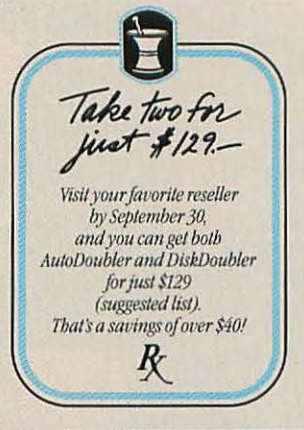 Take two for
just $129.—
Visit your favorite reseller
by September 30,
and you can get both
AutoDoubler and DiskDoubler
for just $129
(suggested list).
That's a savings of over $40!
Rx